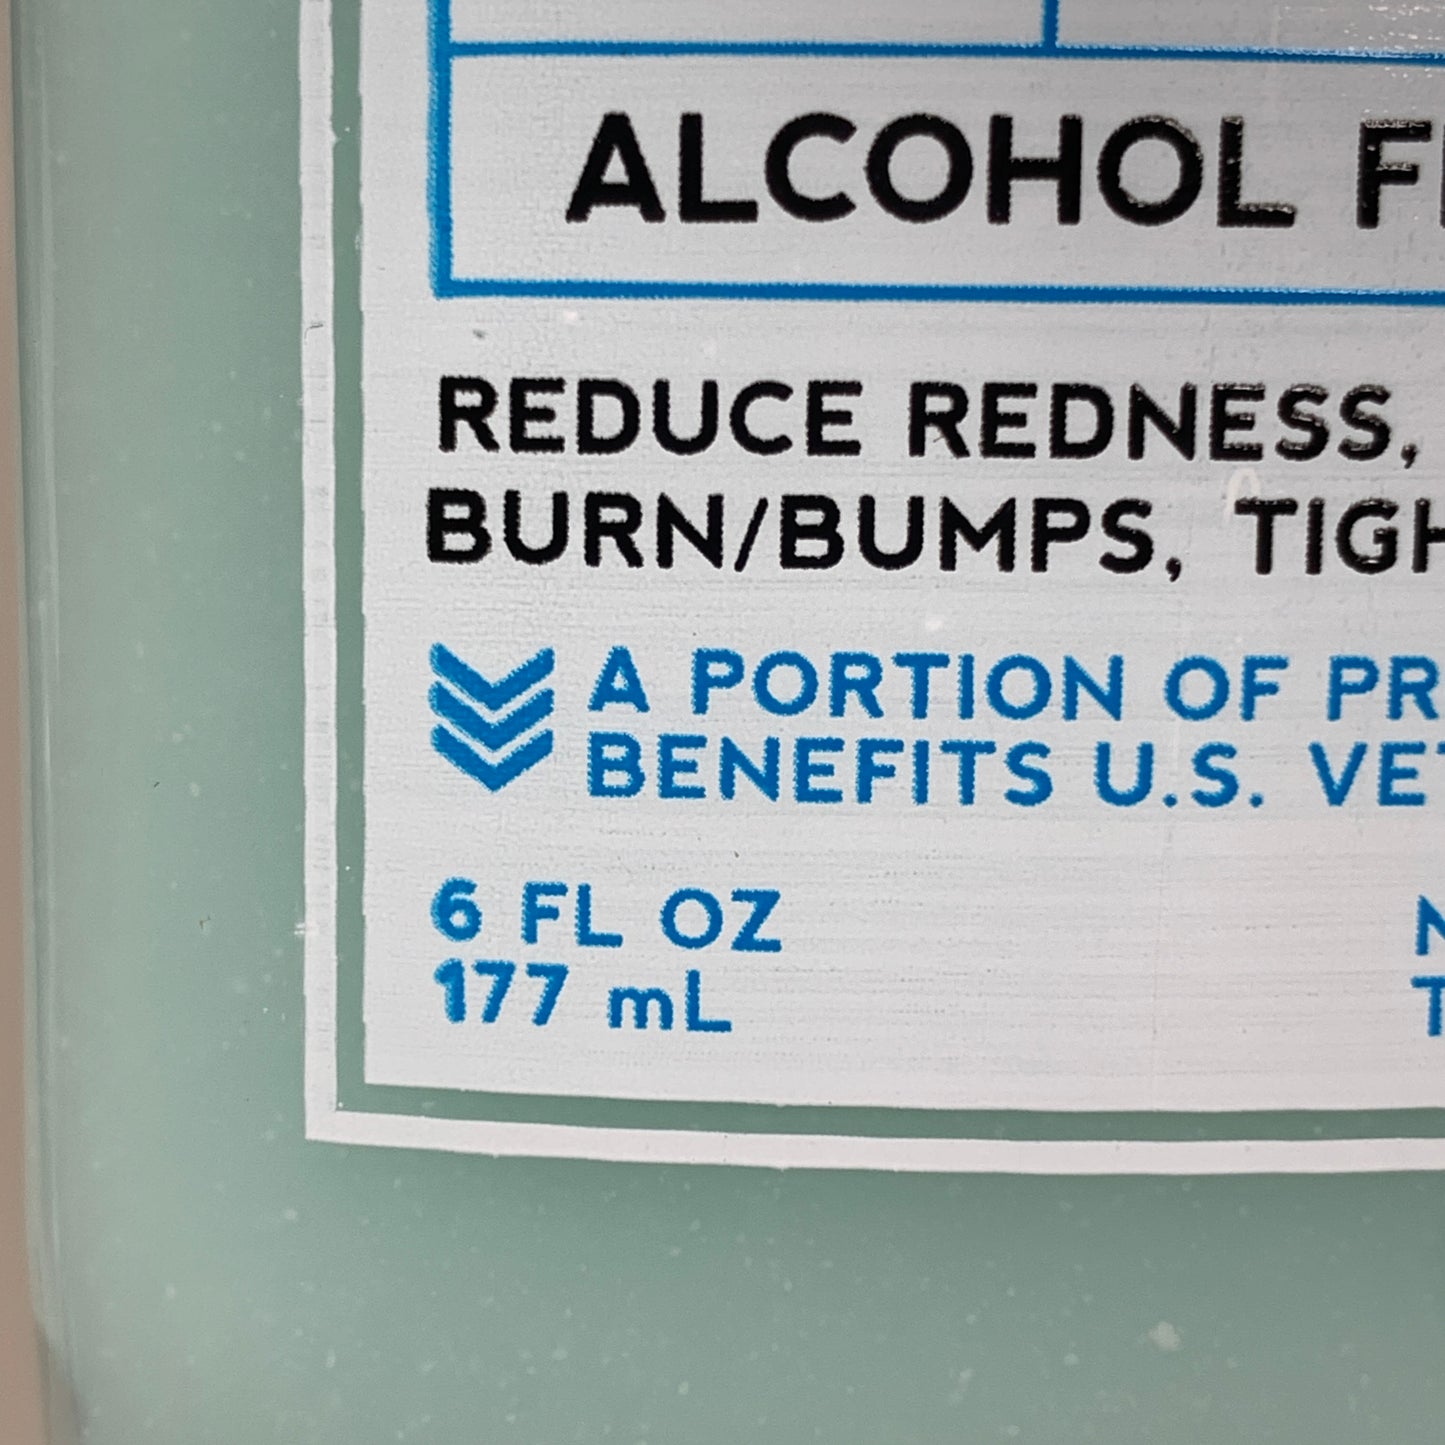 ALCOHOL F
REDUCE REDNESS,
BURN/BUMPS, TIGH
A PORTION OF PR
BENEFITS U.S. VET
6 FL OZ
N
177 mL
T